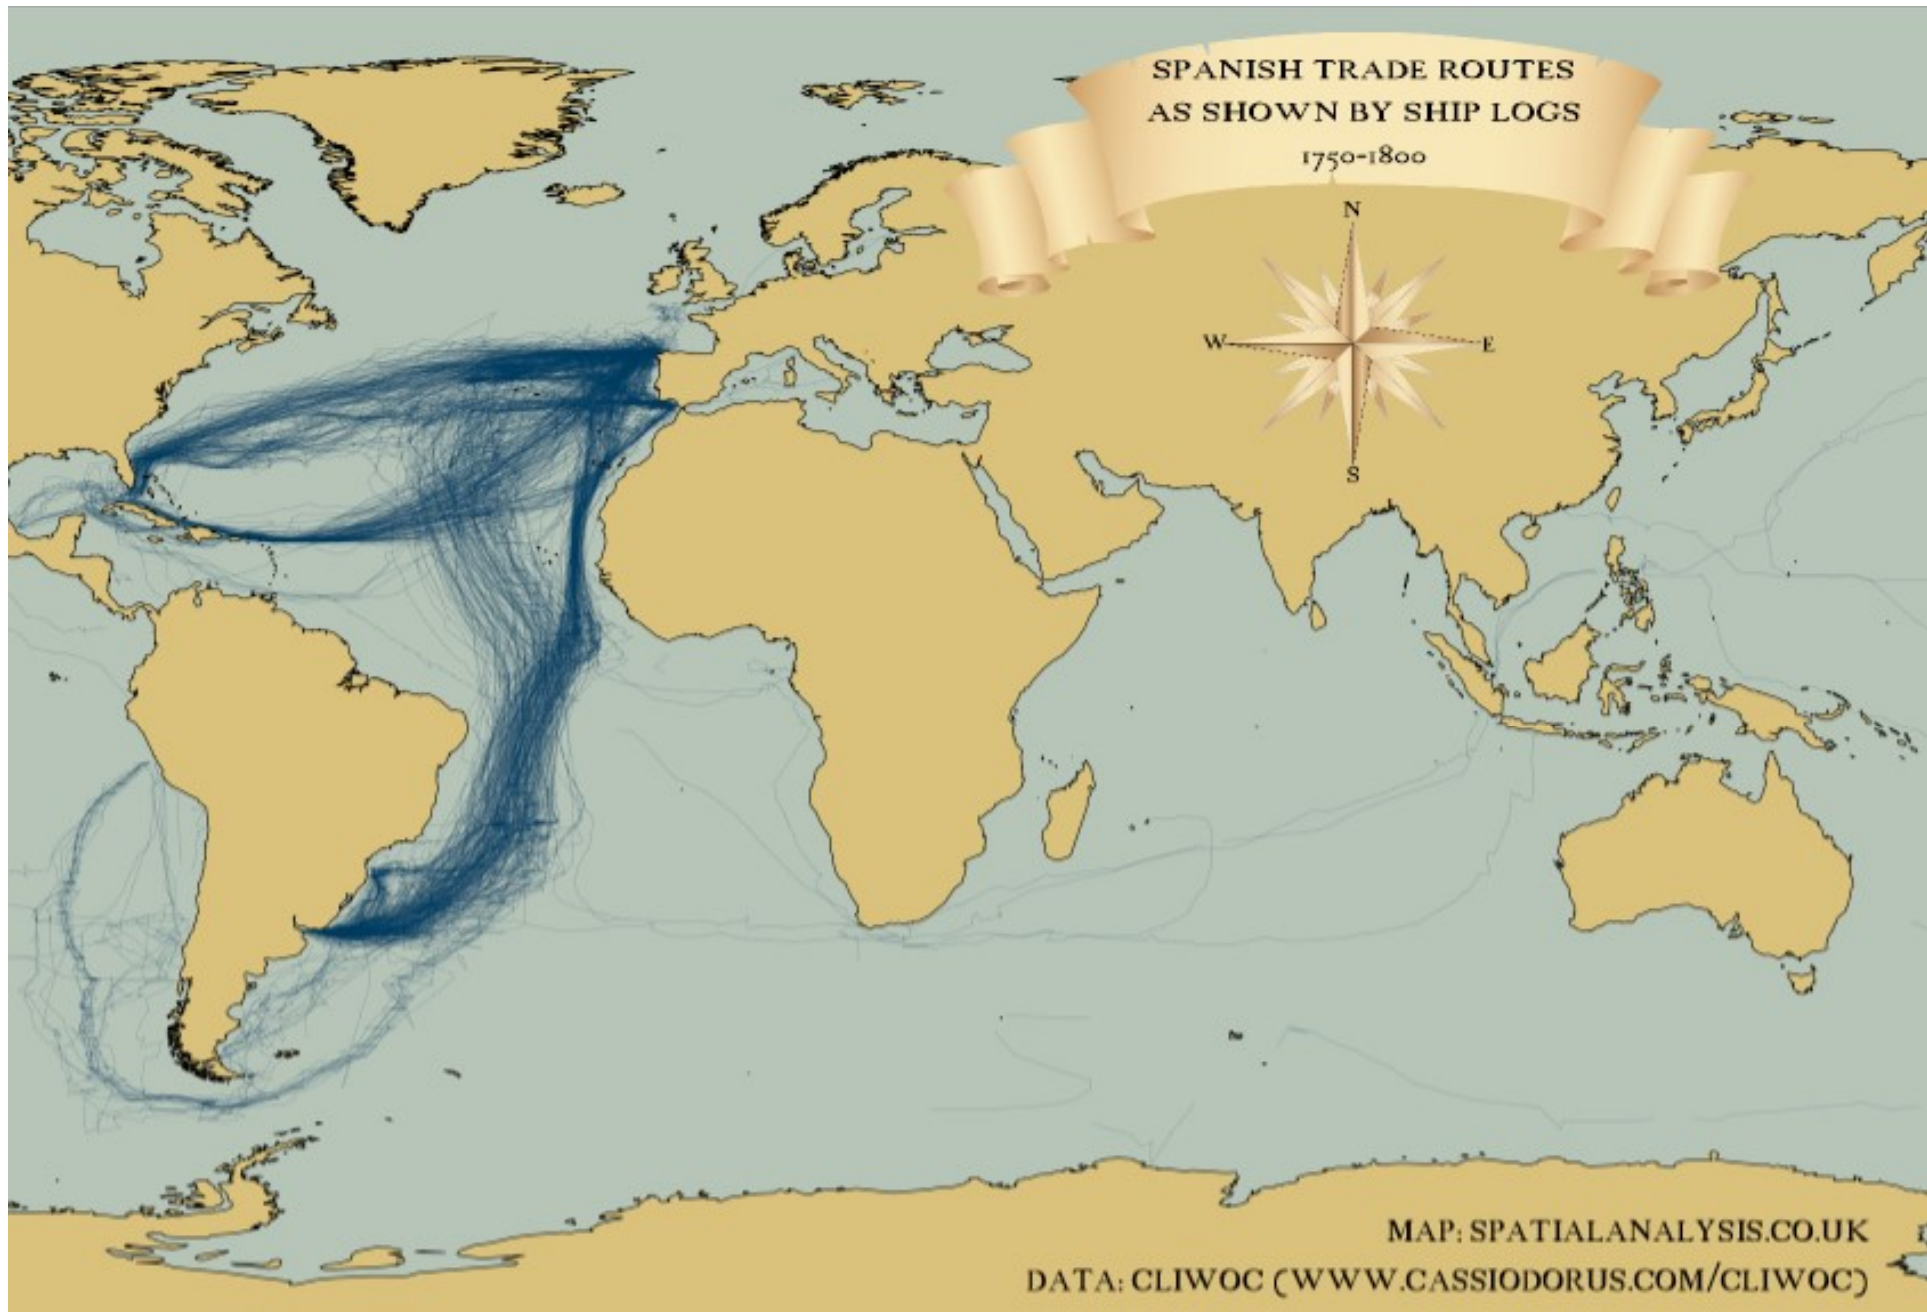 SPANISH TRADE ROUTES
AS SHOWN BY SHIP LOGS
1750-1800
N
W
E
S
MAP: SPATIALANALYSIS.CO.UK
DATA: CLIWOC (WWW.CASSIODORUS.COM/CLIWOC)